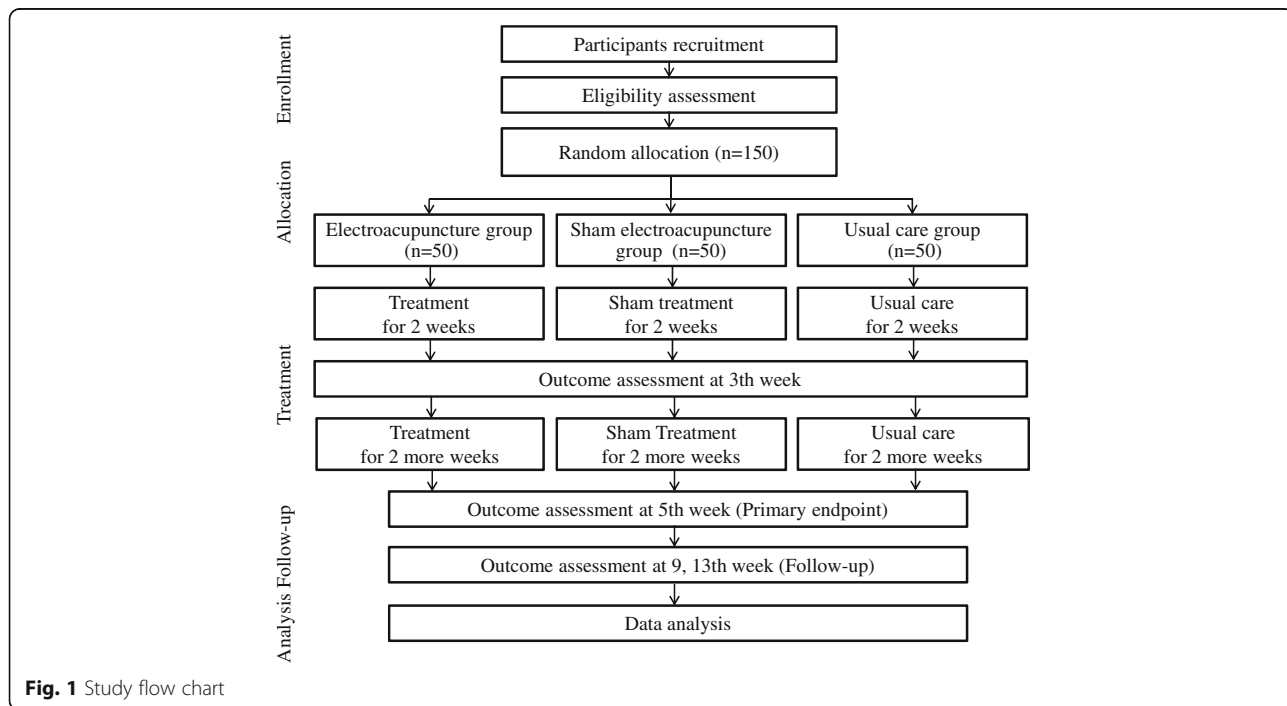 Enrollment
Participants recruitment
Eligibility assessment
Random allocation (n=150)
Allocation
Electroacupuncture group
(n=50)
Sham electroacupuncture
group (n=50)
Usual care group
(n=50)
Treatment
Treatment
for 2 weeks
Sham treatment
for 2 weeks
Usual care
for 2 weeks
Outcome assessment at 3th week
Treatment
for 2 more weeks
Sham Treatment
for 2 more weeks
Usual care
for 2 more weeks
Analysis Follow-up
Outcome assessment at 5th week (Primary endpoint)
Outcome assessment at 9, 13th week (Follow-up)
Data analysis
Fig. 1 Study flow chart